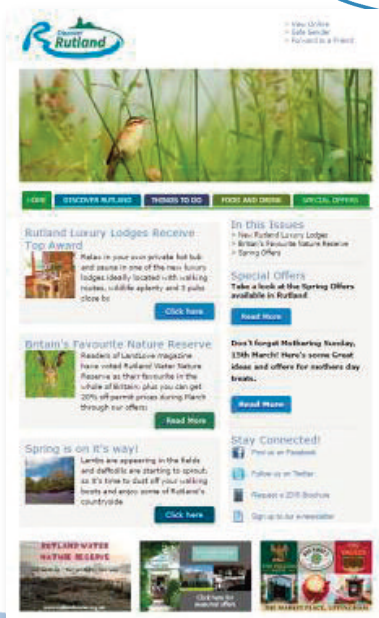 Discover
Rutland
> View Online
> Safe Sender
> Forward to a Friend
HOME
DISCOVER RUTLAND
THINGS TO DO
FOOD AND DRINK
SPECIAL OFFERS
Rutland Luxury Lodges Receive
Top Award
Relax in your own private hot tub
and sauna in one of the new luxury
lodges ideally located with walking
routes, wildlife aplenty and 3 pubs
close by
Click here
Britain's Favourite Nature Reserve
Readers of LandLove magazine
have voted Rutland Water Nature
Reserve as their favourite in the
whole of Britain; plus you can get
20% off permit prices during March
through our offers
Read More
Spring is on it's way!
Lambs are appearing in the fields
and daffodils are starting to sprout;
so it's time to dust off your walking
boots and enjoy some of Rutland's
countryside
Click here
In this Issues
> New Rutland Luxury Lodges
> Britain's Favourite Nature Reserve
> Spring Offers
Special Offers
Take a look at the Spring Offers
available in Rutland
Read More
Don't forget Mothering Sunday,
15th March! Here's some Great
ideas and offers for mothers day
treats.
Read More
Stay Connected!
Find us on Facebook
Follow us on Twitter
Request a 2015 Brochure
Sign up to our e-newsletter
RUTLAND WATER
NATURE RESERVE
Click here for
seasonal offers
THE MARKET PLACE, UPPINGHAM